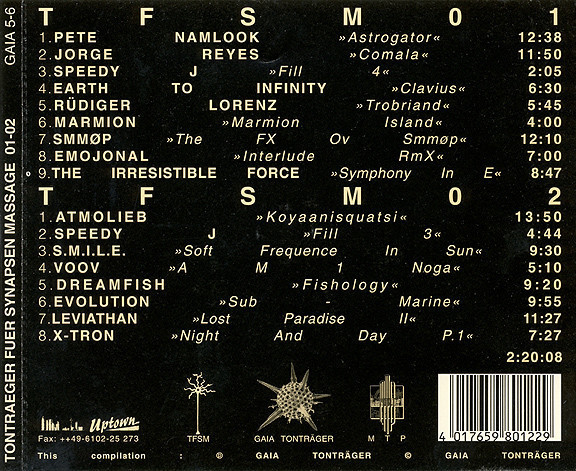 GAIA 5-6
TONTRAEGER FUER SYNAPSEN MASSAGE 01-02
T F S M 0 1
1.PETE NAMLOOK »Astrogator« 12:38
2.JORGE REYES »Comala« 11:50
3.SPEEDY J »Fill 4« 2:05
4.EARTH TO INFINITY »Clavius« 6:30
5.RÜDIGER LORENZ »Trobriand« 5:45
6.MARMION »Marmion Island« 4:00
7.SMMØP »The FX Ov Smmøp« 12:10
8.EMOJONAL »Interlude RmX« 7:00
9.THE IRRESISTIBLE FORCE »Symphony In E« 8:47
T F S M 0 2
1.ATMOLIEB »Koyaanisquatsi« 13:50
2.SPEEDY J »Fill 3« 4:44
3.S.M.I.L.E. »Soft Frequence In Sun« 9:30
4.VOOV »A M 1 Noga« 5:10
5.DREAMFISH »Fishology« 9:20
6.EVOLUTION »Sub - Marine« 9:55
7.LEVIATHAN »Lost Paradise II« 11:27
8.X-TRON »Night And Day P.1« 7:27
2:20:08
Uptown
Fax: ++49-6102-25 273
TFSM
GAIA TONTRÄGER
M T P
4 017659 801229
This compilation : © GAIA TONTRÄGER © GAIA TONTRÄGER